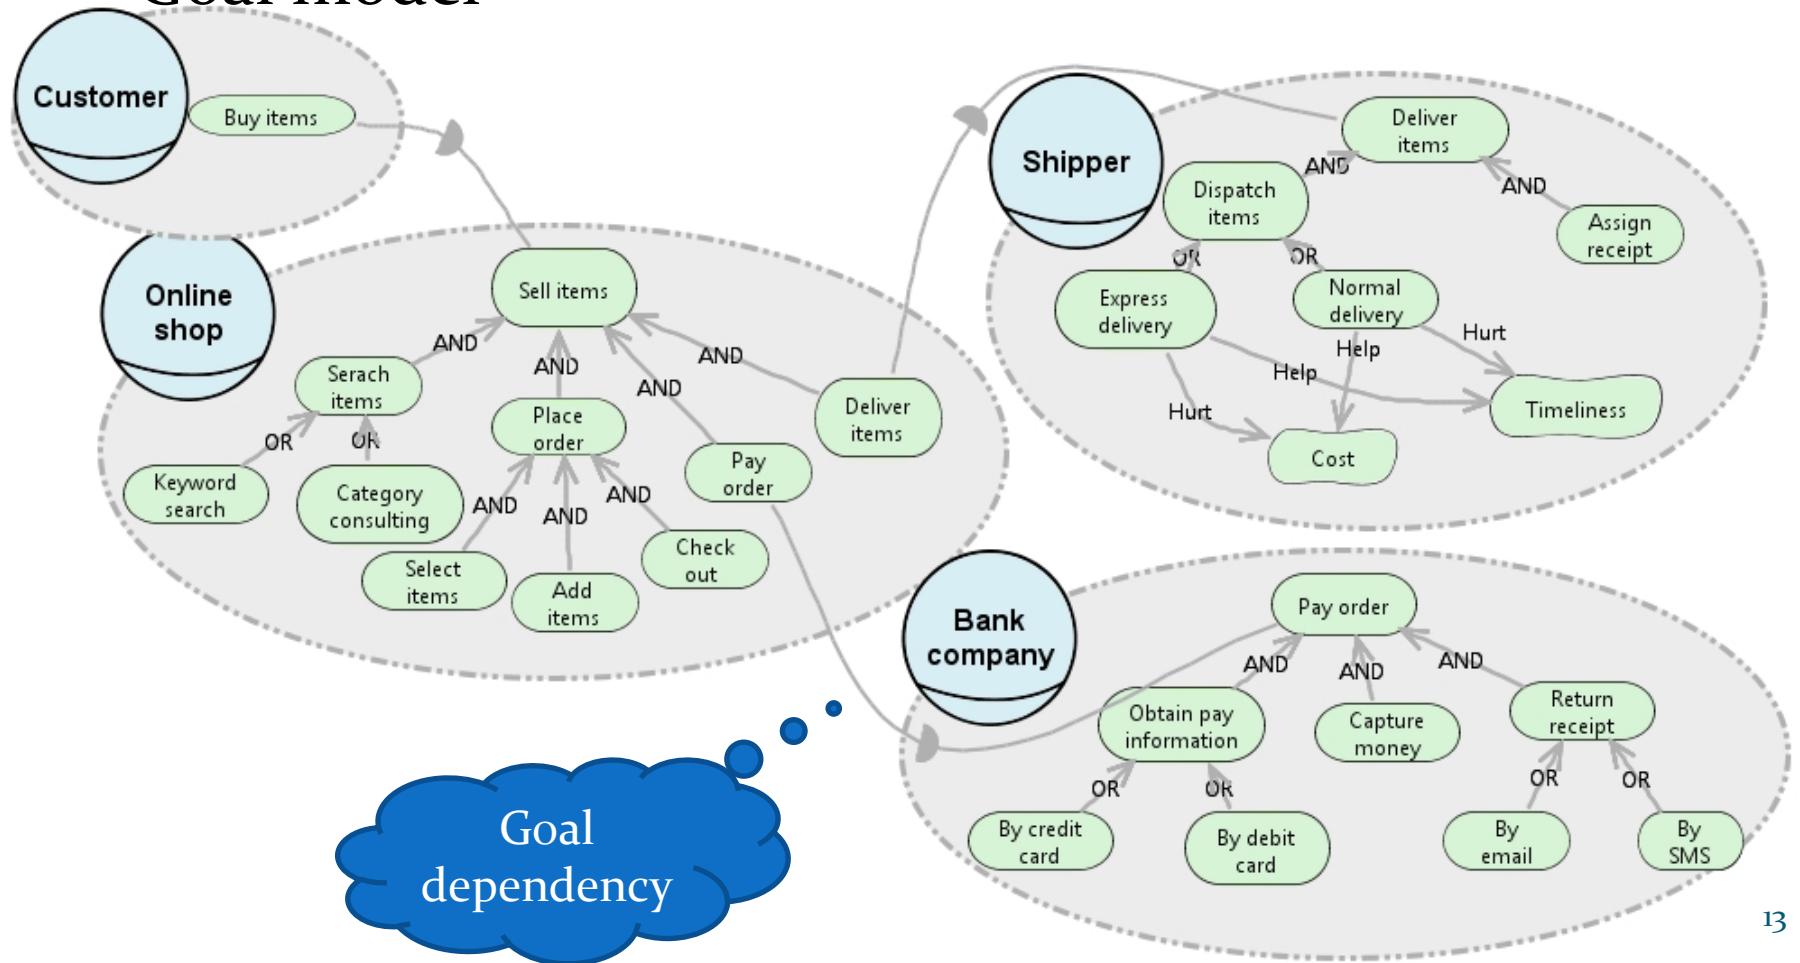 Goal model
Customer
Buy items
Online
shop
Sell items
AND
AND
AND
AND
Serach
items
OR
OR
Keyword
search
Category
consulting
Place
order
AND
AND
AND
Select
items
Add
items
Check
out
Pay
order
Deliver
items
Shipper
Deliver
items
AND
AND
Dispatch
items
Assign
receipt
OR
OR
Express
delivery
Normal
delivery
Hurt
Help
Help
Hurt
Timeliness
Cost
Bank
company
Pay order
AND
AND
AND
Obtain pay
information
Capture
money
Return
receipt
OR
OR
OR
OR
By credit
card
By debit
card
By
email
By
SMS
Goal
dependency
13